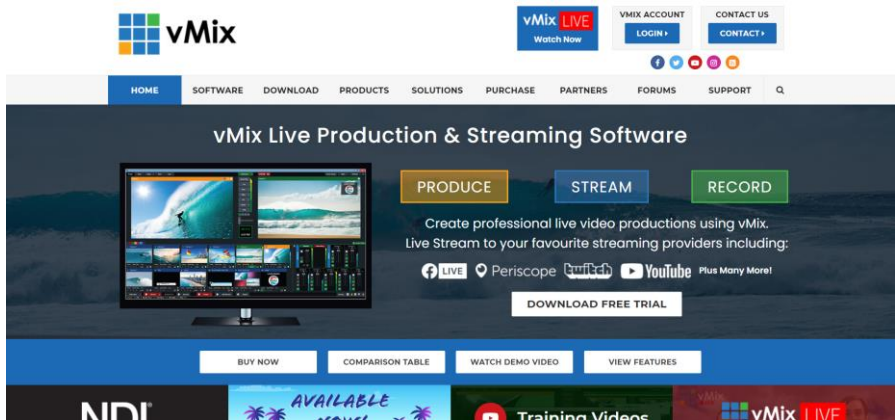 vMix
vMix LIVE
Watch Now
VMIX ACCOUNT
LOGIN
CONTACT US
CONTACT
HOME SOFTWARE DOWNLOAD PRODUCTS SOLUTIONS PURCHASE PARTNERS FORUMS SUPPORT
vMix Live Production & Streaming Software
PRODUCE STREAM RECORD
Create professional live video productions using vMix.
Live Stream to your favourite streaming providers including:
LIVE Periscope twitch YouTube Plus Many More!
DOWNLOAD FREE TRIAL
BUY NOW COMPARISON TABLE WATCH DEMO VIDEO VIEW FEATURES
NDI
AVAILABLE
Training Videos
vMix LIVE